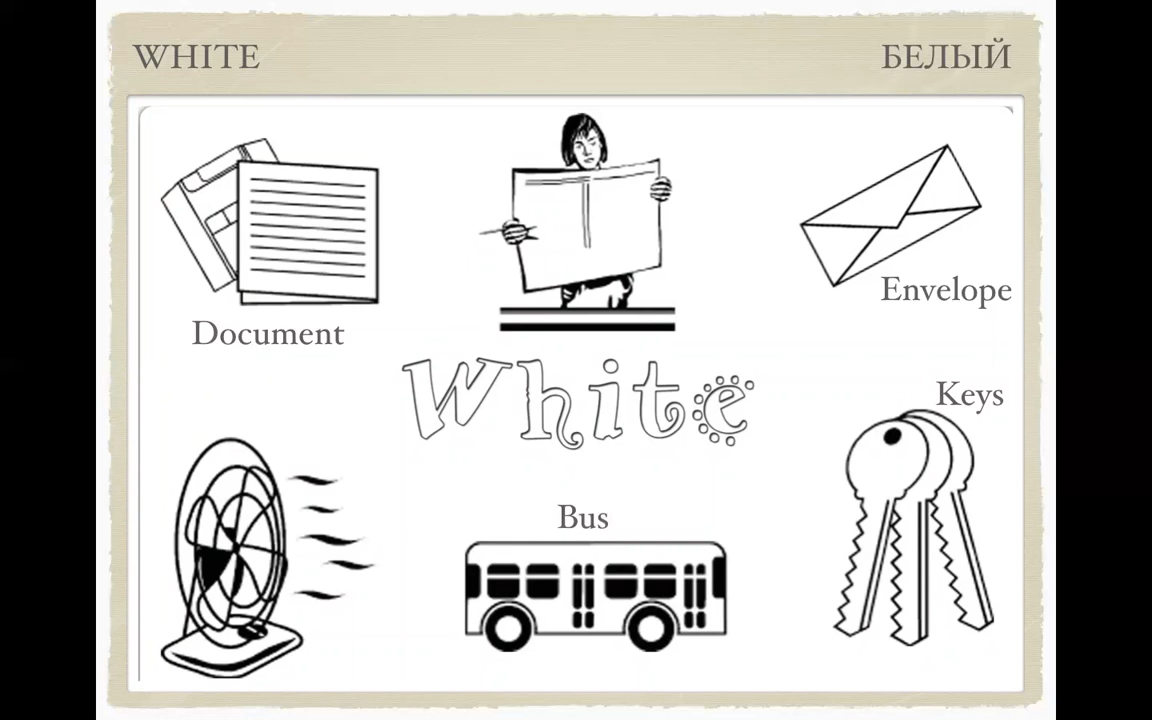 WHITE
БЕЛЫЙ
Document
Envelope
White
Keys
Bus